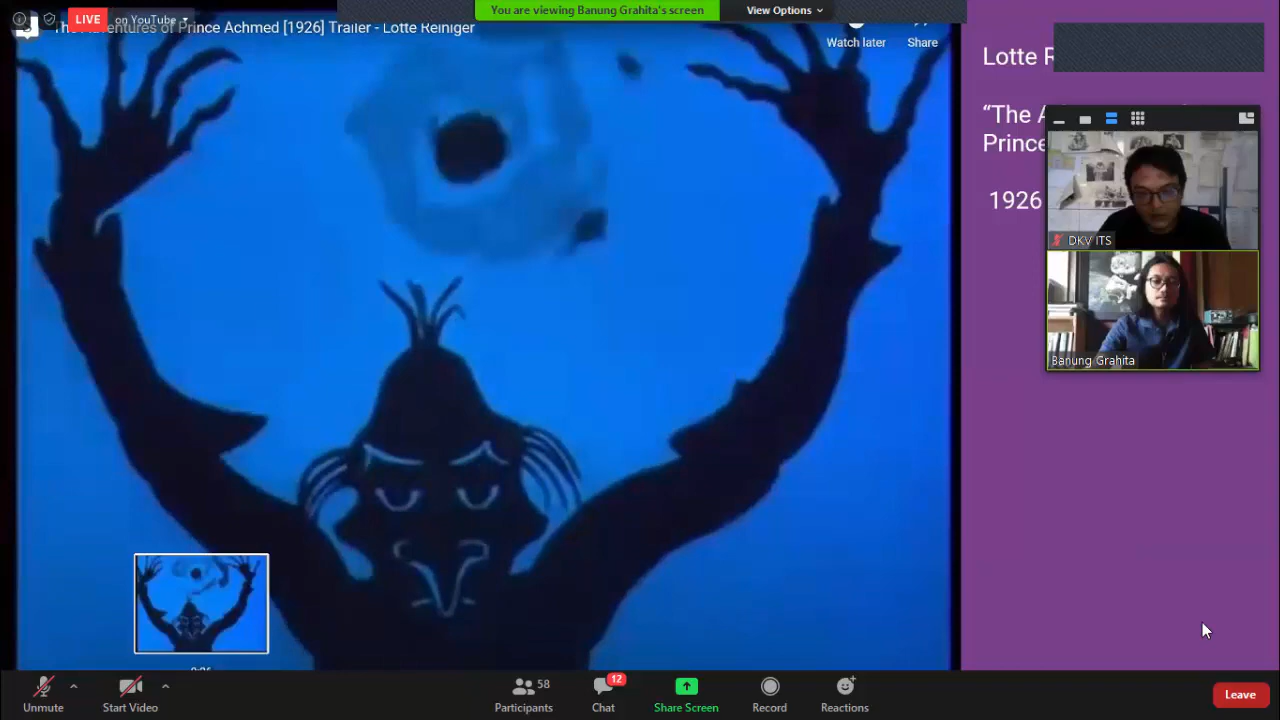 LIVE on YouTube
You are viewing Banung Grahita's screen
View Options
The Adventures of Prince Achmed [1926] Trailer - Lotte Reiniger
Watch later
Share
Lotte R
“The A
Prince
1926
DKV ITS
Banung Grahita
Unmute
Start Video
58
Participants
12
Chat
Share Screen
Record
Reactions
Leave